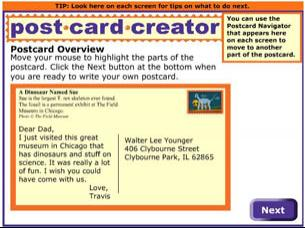 TIP: Look here on each screen for tips on what to do next.
post·card·creator
You can use the
Postcard Navigator
that appears here
on each screen to
move to another
part of the postcard.
Postcard Overview
Move your mouse to highlight the parts of the
postcard. Click the Next button at the bottom when
you are ready to write your own postcard.
A Dinosaur Named Sue
Sue is the largest T. rex skeleton ever found.
The fossil is a permanent exhibit at The Field
Museum in Chicago.
Photo © The Field Museum
Dear Dad,
I just visited this great
museum in Chicago that
has dinosaurs and stuff on
science. It was really a lot
of fun. I wish you could
have come with us.
Love,
Travis
Walter Lee Younger
406 Clybourne Street
Clybourne Park, IL 62865
Next